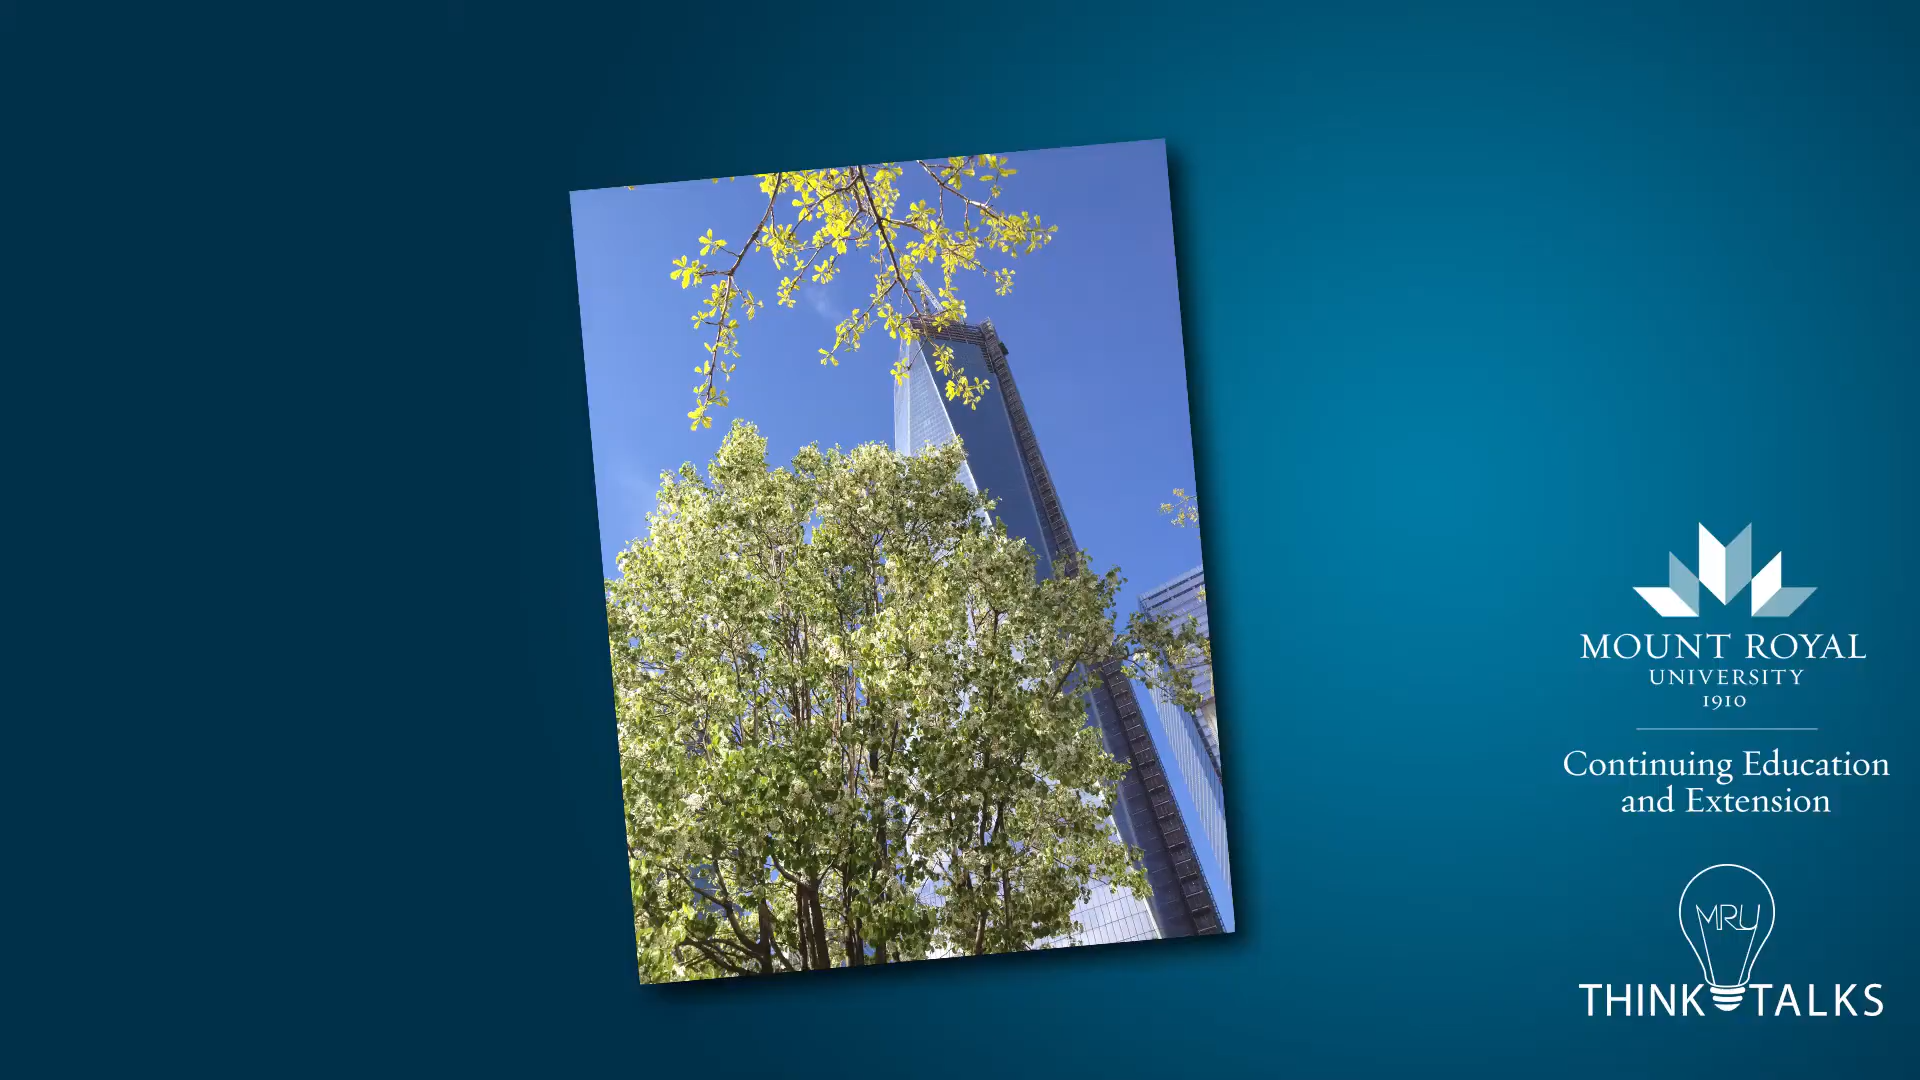 MOUNT ROYAL
UNIVERSITY
1910
Continuing Education
and Extension
MRU
THINK TALKS